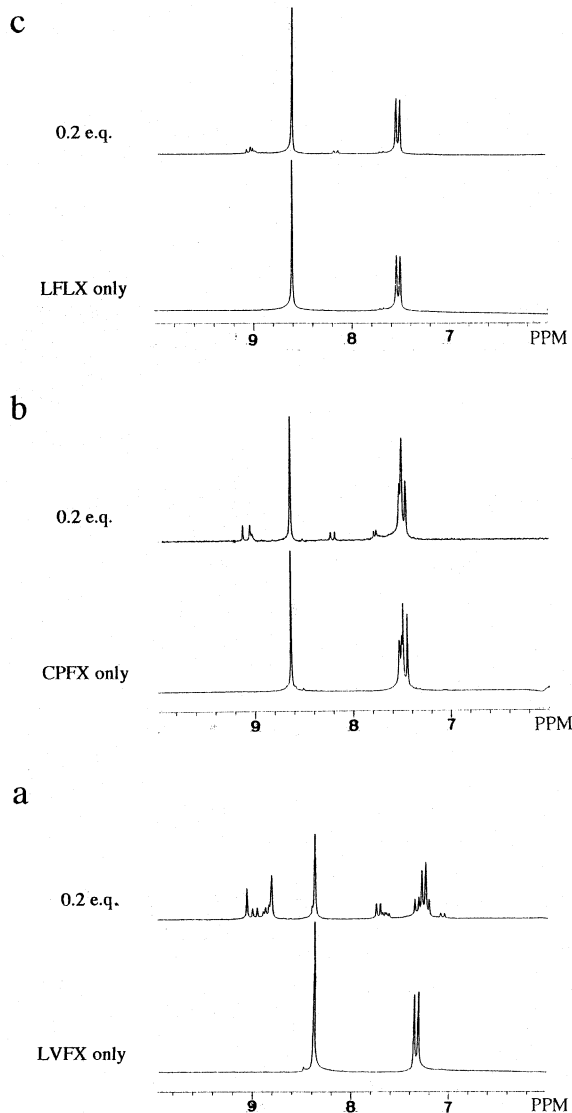 c
0.2 e.q.
LFLX only
9 8 7 PPM
b
0.2 e.q.
CPFX only
9 8 7 PPM
a
0.2 e.q.
LVFX only
9 8 7 PPM